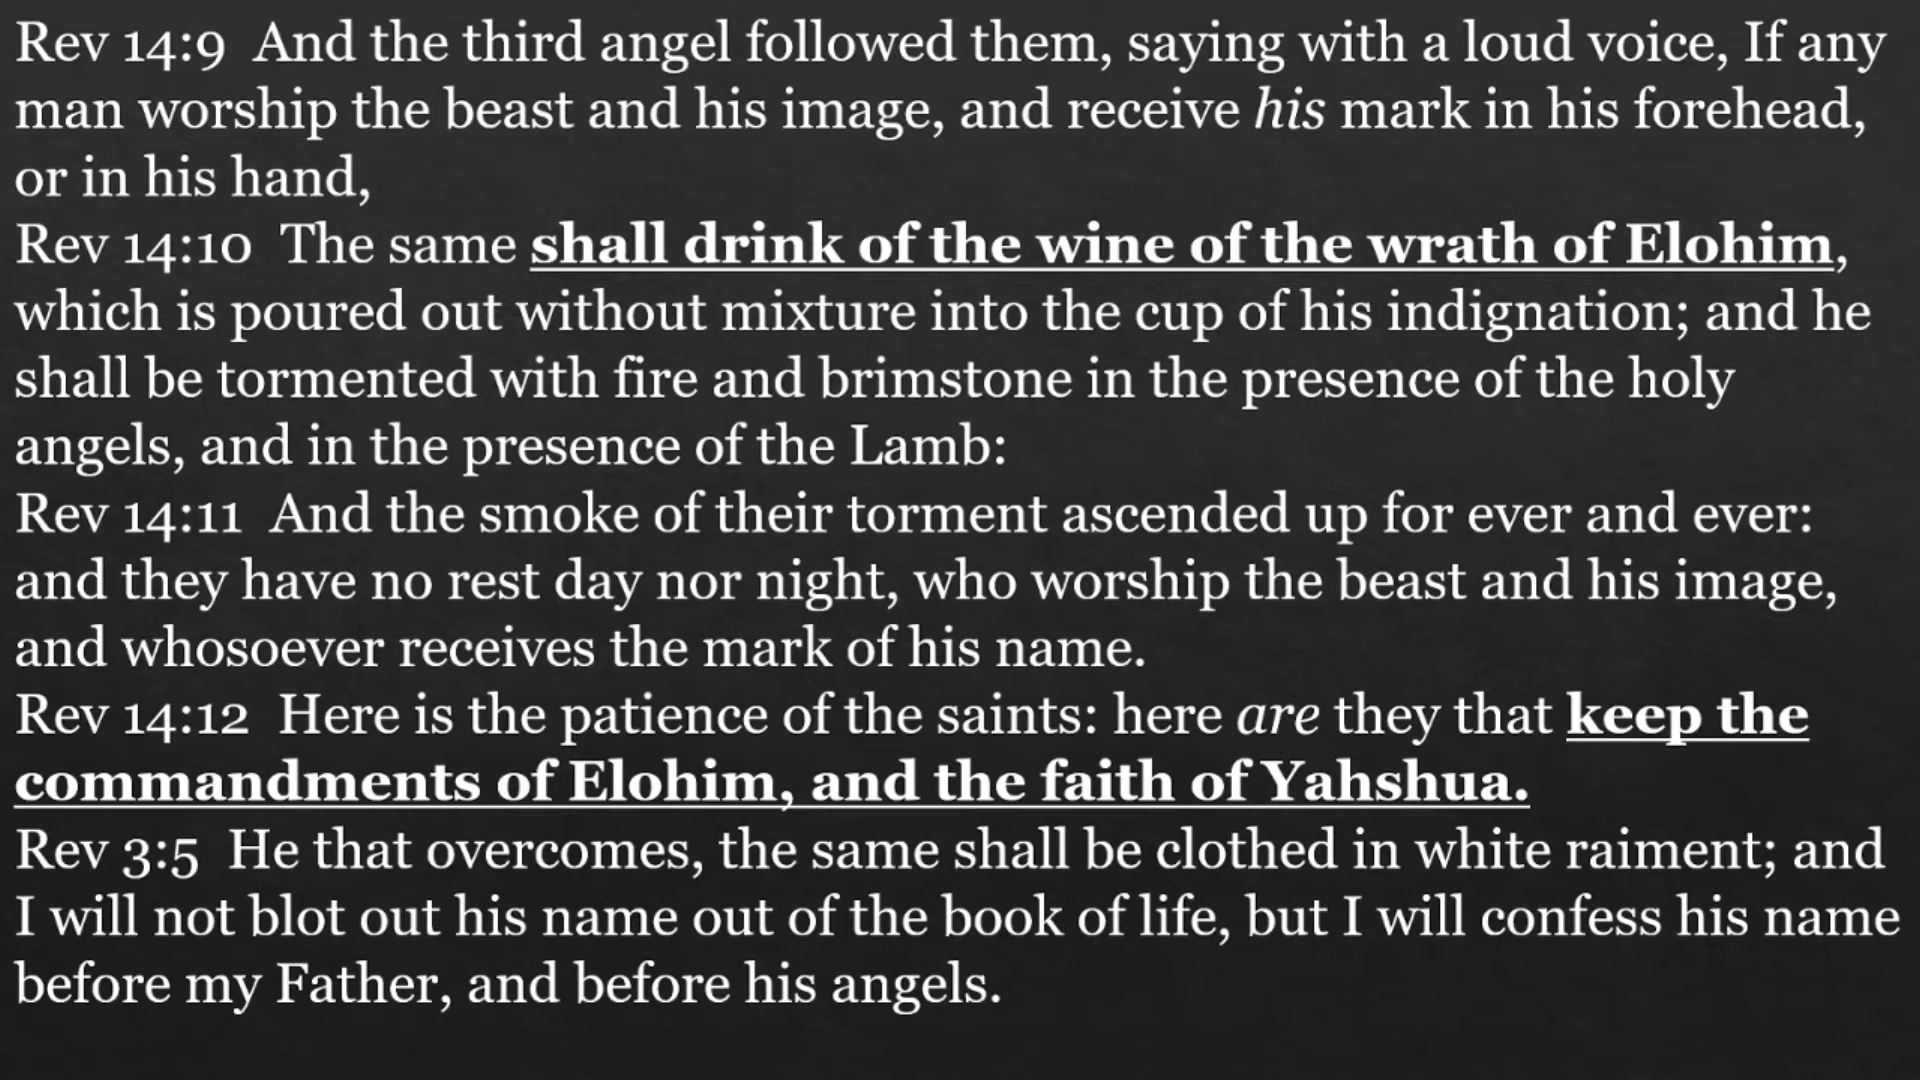 Rev 14:9  And the third angel followed them, saying with a loud voice, If any
man worship the beast and his image, and receive his mark in his forehead,
or in his hand,
Rev 14:10  The same shall drink of the wine of the wrath of Elohim,
which is poured out without mixture into the cup of his indignation; and he
shall be tormented with fire and brimstone in the presence of the holy
angels, and in the presence of the Lamb:
Rev 14:11  And the smoke of their torment ascended up for ever and ever:
and they have no rest day nor night, who worship the beast and his image,
and whosoever receives the mark of his name.
Rev 14:12  Here is the patience of the saints: here are they that keep the
commandments of Elohim, and the faith of Yahshua.
Rev 3:5  He that overcomes, the same shall be clothed in white raiment; and
I will not blot out his name out of the book of life, but I will confess his name
before my Father, and before his angels.